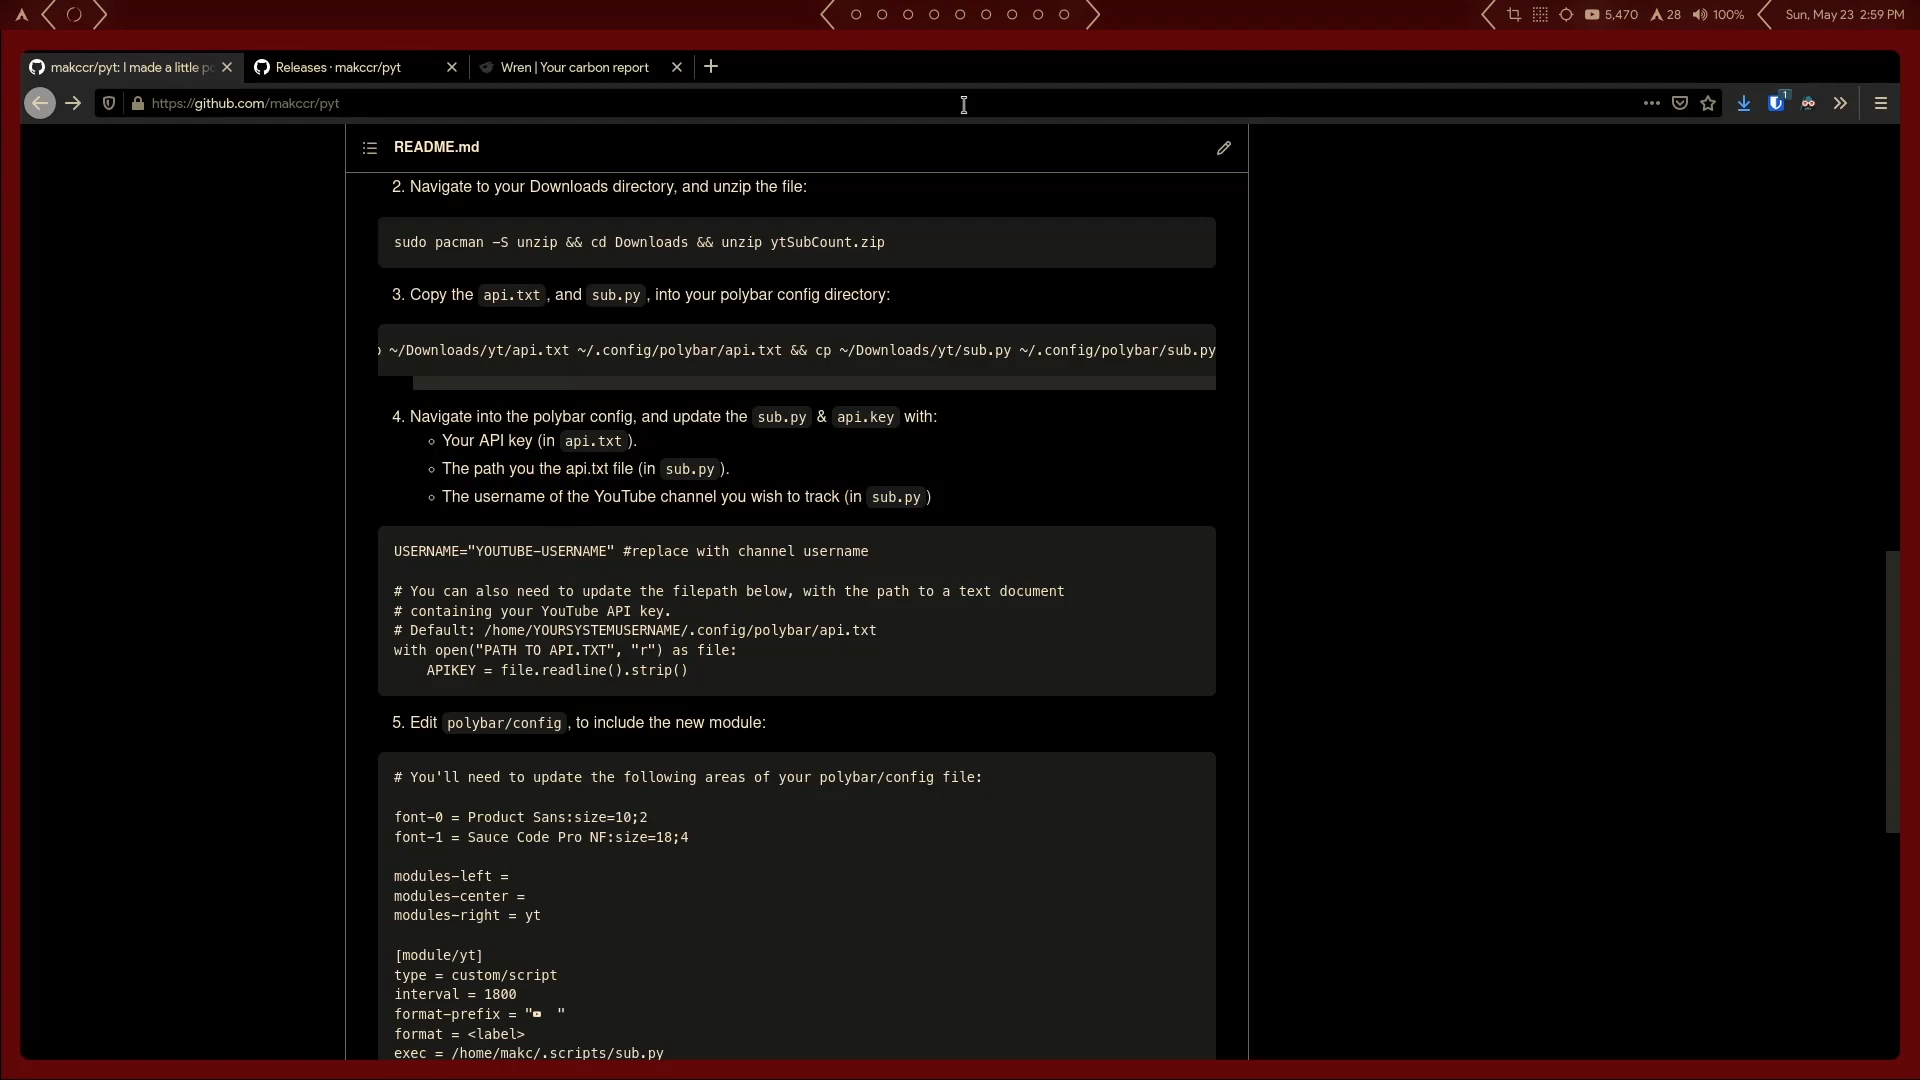 5,470
28
100%
Sun, May 23 2:59 PM
makccr/pyt: I made a little po
Releases · makccr/pyt
Wren | Your carbon report
https://github.com/makccr/pyt
1
README.md
2. Navigate to your Downloads directory, and unzip the file:
sudo pacman -S unzip && cd Downloads && unzip ytSubCount.zip
3. Copy the api.txt, and sub.py, into your polybar config directory:
~/Downloads/yt/api.txt ~/.config/polybar/api.txt && cp ~/Downloads/yt/sub.py ~/.config/polybar/sub.py
4. Navigate into the polybar config, and update the sub.py & api.key with:
Your API key (in api.txt).
The path you the api.txt file (in sub.py).
The username of the YouTube channel you wish to track (in sub.py)
USERNAME="YOUTUBE-USERNAME" #replace with channel username
# You can also need to update the filepath below, with the path to a text document
# containing your YouTube API key.
# Default: /home/YOURSYSTEMUSERNAME/.config/polybar/api.txt
with open("PATH TO API.TXT", "r") as file:
    APIKEY = file.readline().strip()
5. Edit polybar/config, to include the new module:
# You'll need to update the following areas of your polybar/config file:
font-0 = Product Sans:size=10;2
font-1 = Sauce Code Pro NF:size=18;4
modules-left =
modules-center =
modules-right = yt
[module/yt]
type = custom/script
interval = 1800
format-prefix = "  "
format = <label>
exec = /home/makc/.scripts/sub.py